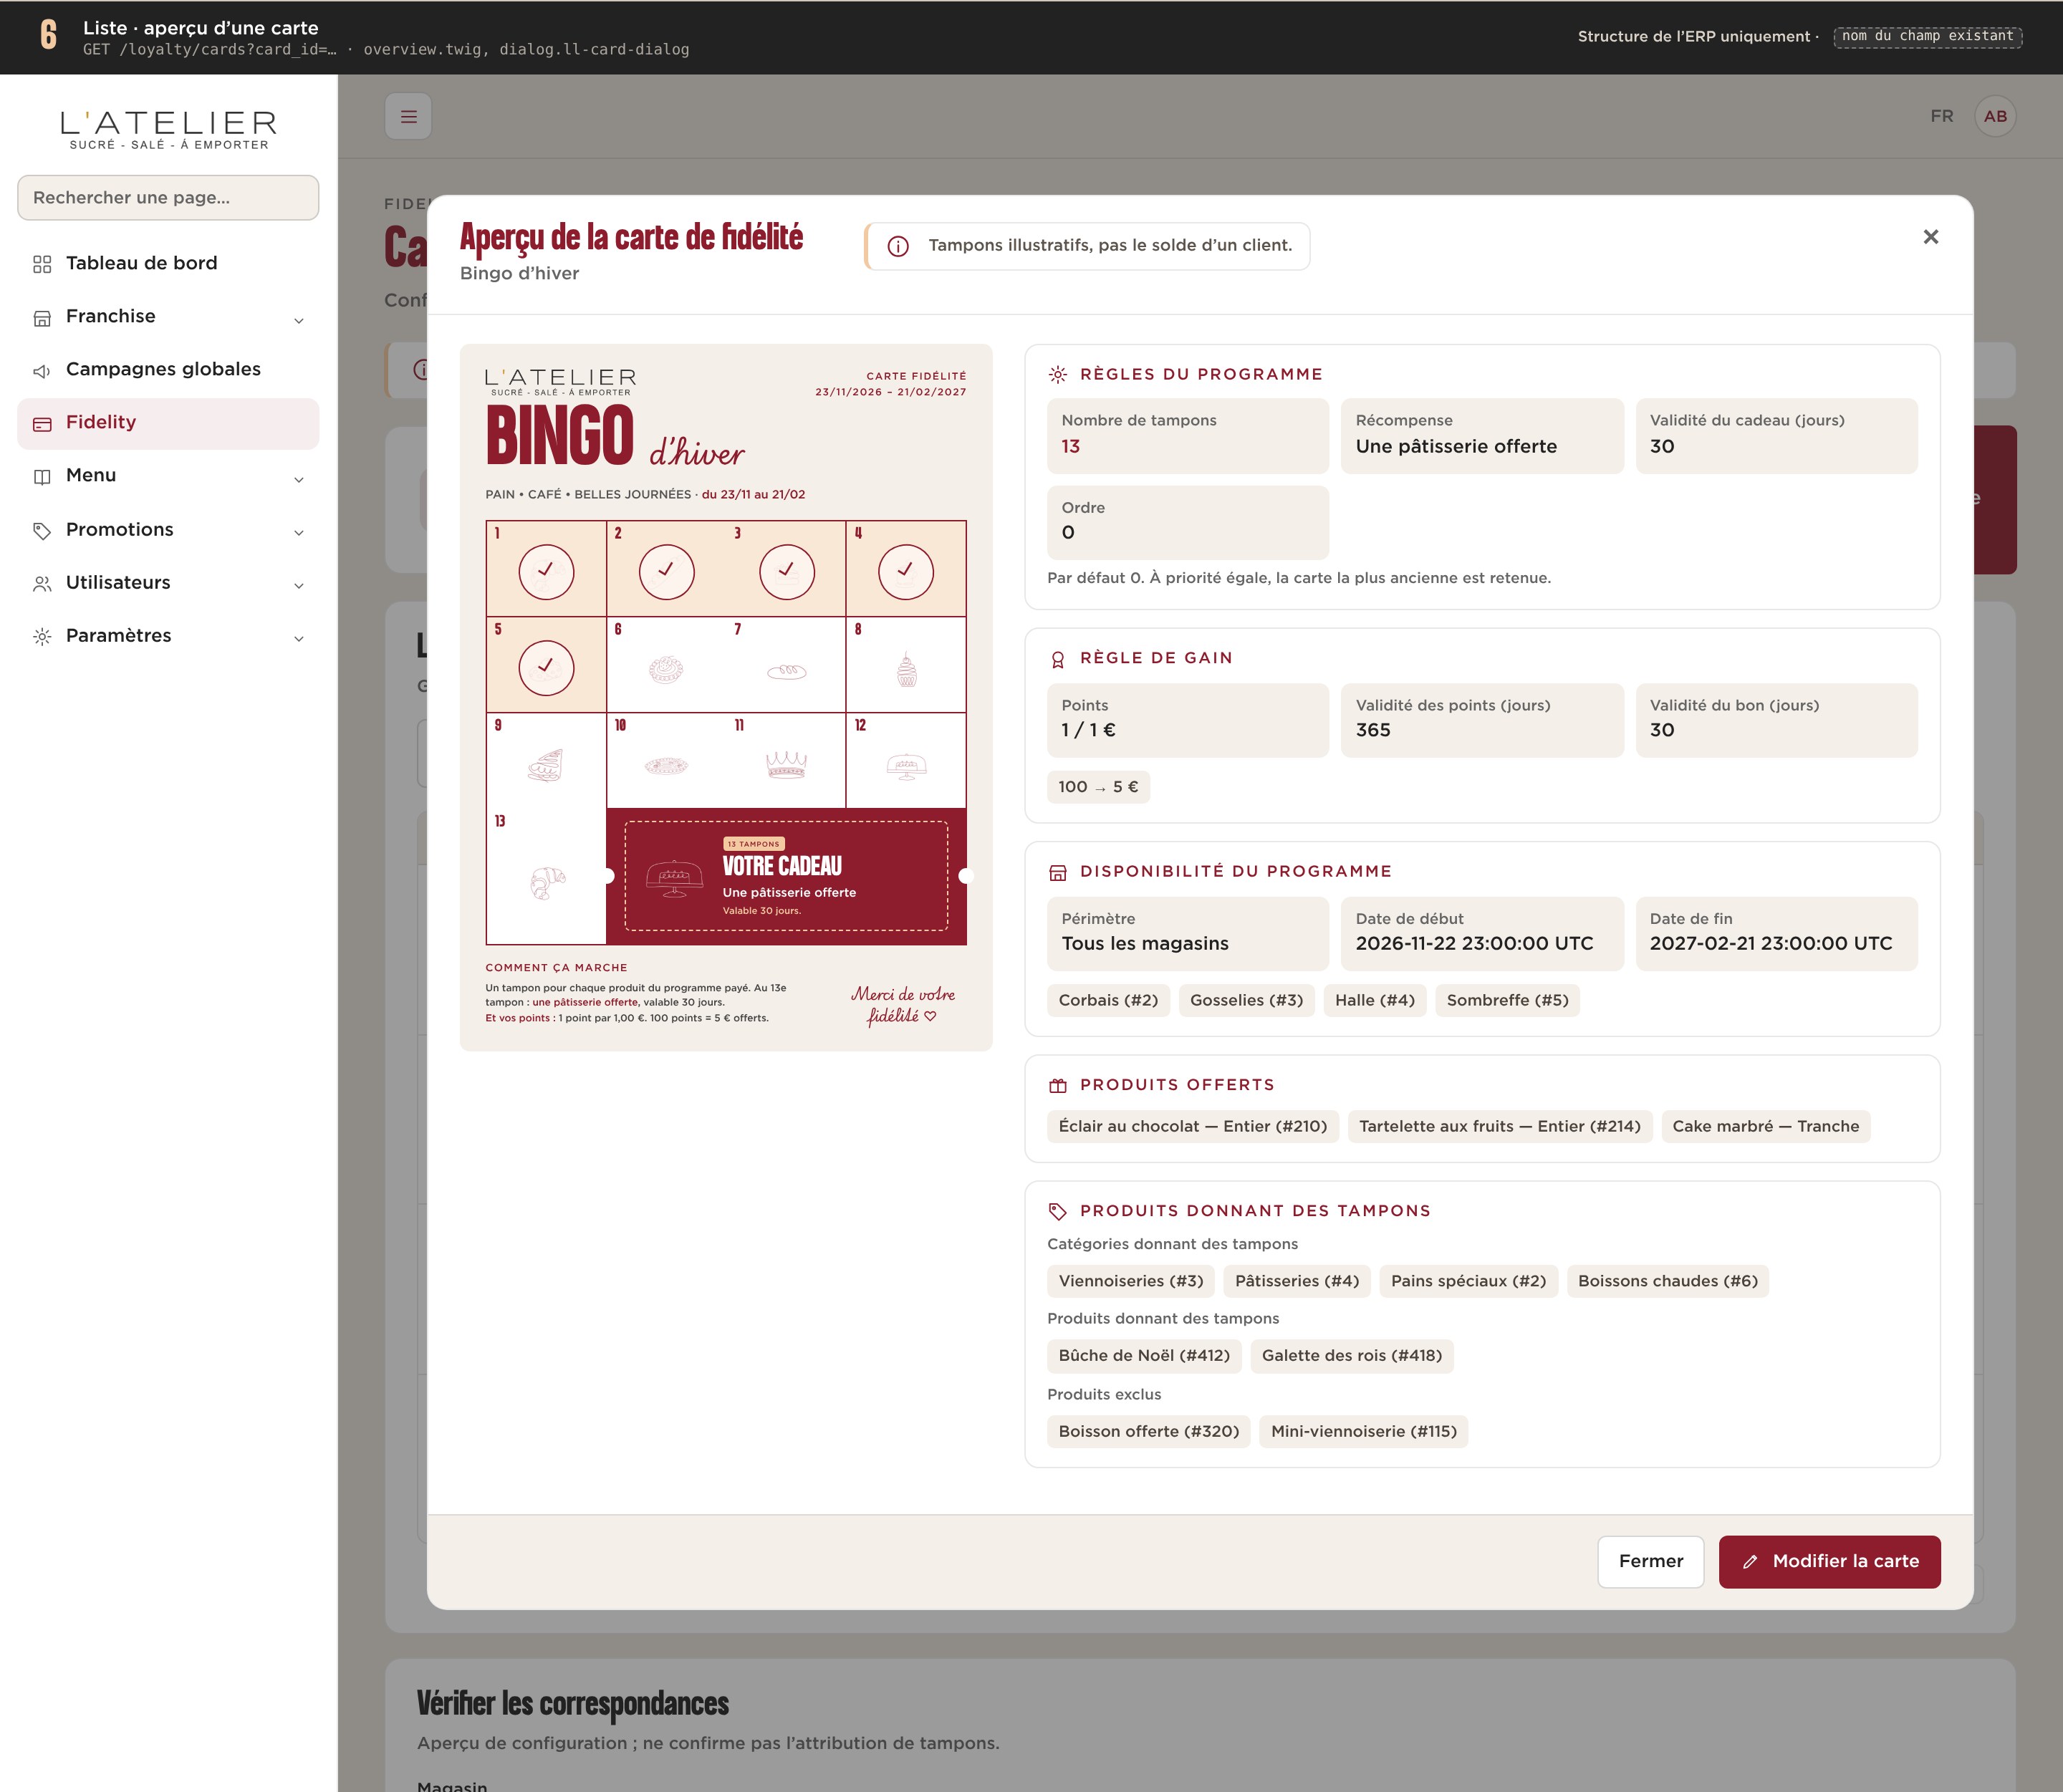 6
Liste · aperçu d’une carte
GET /loyalty/cards?card_id=… · overview.twig, dialog.ll-card-dialog
Structure de l’ERP uniquement · nom du champ existant
L'ATELIER
SUCRÉ - SALÉ - À EMPORTER
Rechercher une page...
Tableau de bord
Franchise
Campagnes globales
Fidelity
Menu
Promotions
Utilisateurs
Paramètres
FR
AB
Aperçu de la carte de fidélité
Bingo d’hiver
Tampons illustratifs, pas le solde d’un client.
×
L'ATELIER
SUCRÉ - SALÉ - À EMPORTER
CARTE FIDÉLITÉ
23/11/2026 – 21/02/2027
BINGO d’hiver
PAIN • CAFÉ • BELLES JOURNÉES · du 23/11 au 21/02
1 2 3 4
5 6 7 8
9 10 11 12
13
13 TAMPONS
VOTRE CADEAU
Une pâtisserie offerte
Valable 30 jours.
COMMENT ÇA MARCHE
Un tampon pour chaque produit du programme payé. Au 13e
tampon : une pâtisserie offerte, valable 30 jours.
Et vos points : 1 point par 1,00 €. 100 points = 5 € offerts.
Merci de votre
fidélité ♡
RÈGLES DU PROGRAMME
Nombre de tampons
13
Récompense
Une pâtisserie offerte
Validité du cadeau (jours)
30
Ordre
0
Par défaut 0. À priorité égale, la carte la plus ancienne est retenue.
RÈGLE DE GAIN
Points
1 / 1 €
Validité des points (jours)
365
Validité du bon (jours)
30
100 → 5 €
DISPONIBILITÉ DU PROGRAMME
Périmètre
Tous les magasins
Date de début
2026-11-22 23:00:00 UTC
Date de fin
2027-02-21 23:00:00 UTC
Corbais (#2) Gosselies (#3) Halle (#4) Sombreffe (#5)
PRODUITS OFFERTS
Éclair au chocolat — Entier (#210) Tartelette aux fruits — Entier (#214) Cake marbré — Tranche
PRODUITS DONNANT DES TAMPONS
Catégories donnant des tampons
Viennoiseries (#3) Pâtisseries (#4) Pains spéciaux (#2) Boissons chaudes (#6)
Produits donnant des tampons
Bûche de Noël (#412) Galette des rois (#418)
Produits exclus
Boisson offerte (#320) Mini-viennoiserie (#115)
Fermer
Modifier la carte
Vérifier les correspondances
Aperçu de configuration ; ne confirme pas l’attribution de tampons.
Magasin